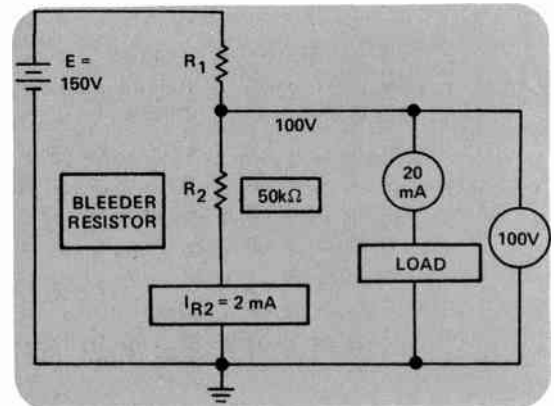 E =
150V
R1
100V
R2
50kΩ
BLEEDER
RESISTOR
20
mA
LOAD
100V
IR2 = 2 mA